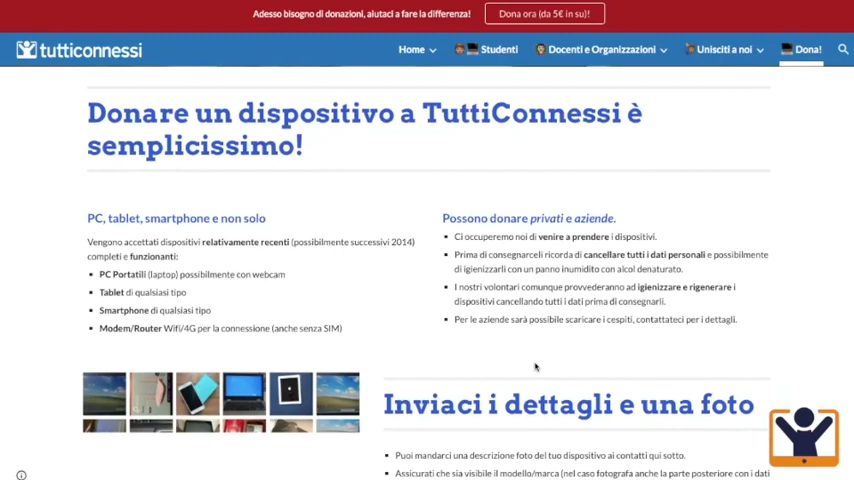 Adesso bisogno di donazioni, aiutaci a fare la differenza!
Dona ora (da 5€ in su)!
tutticonnessi
Home
Studenti
Docenti e Organizzazioni
Unisciti a noi
Dona!
Donare un dispositivo a TuttiConnessi è
semplicissimo!
PC, tablet, smartphone e non solo
Vengono accettati dispositivi relativamente recenti (possibilmente successivi 2014)
completi e funzionanti:
PC Portatili (laptop) possibilmente con webcam
Tablet di qualsiasi tipo
Smartphone di qualsiasi tipo
Modem/Router Wifi/4G per la connessione (anche senza SIM)
Possono donare privati e aziende.
Ci occuperemo noi di venire a prendere i dispositivi.
Prima di consegnarceli ricorda di cancellare tutti i dati personali e possibilmente
di igienizzarli con un panno inumidito con alcol denaturato.
I nostri volontari comunque provvederanno ad igienizzare e rigenerare i
dispositivi cancellando tutti i dati prima di consegnarli.
Per le aziende sarà possibile scaricare i cespiti, contattateci per i dettagli.
Inviaci i dettagli e una foto
Puoi mandarci una descrizione foto del tuo dispositivo ai contatti qui sotto.
Assicurati che sia visibile il modello/marca (nel caso fotografa anche la parte posteriore con i dati